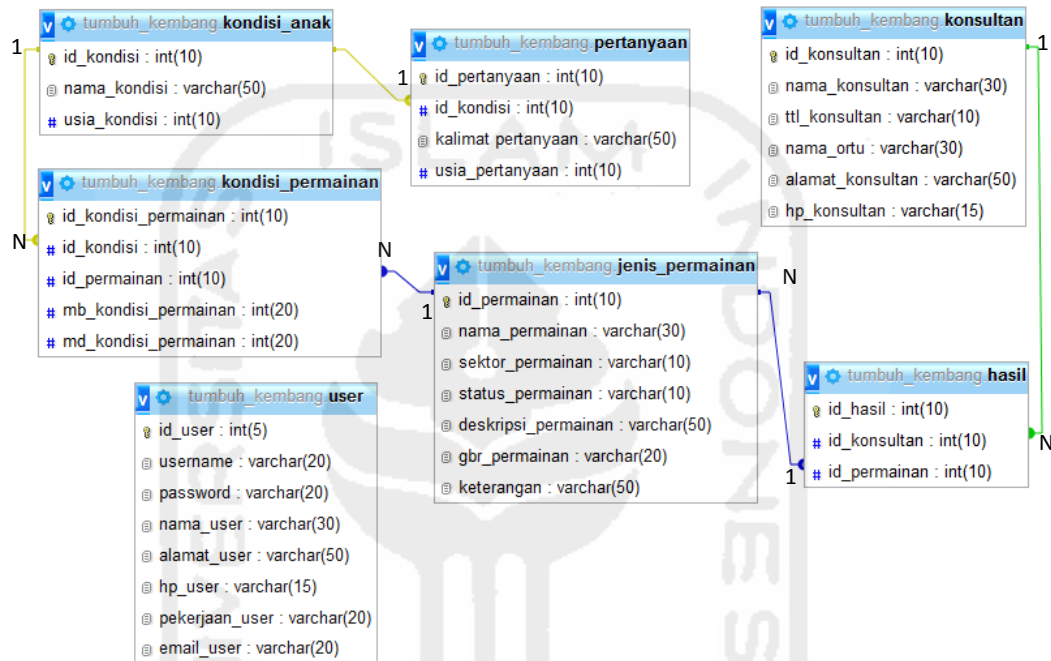 tumbuh_kembang.kondisi_anak
id_kondisi : int(10)
nama_kondisi : varchar(50)
usia_kondisi : int(10)
1
tumbuh_kembang.pertanyaan
id_pertanyaan : int(10)
id_kondisi : int(10)
kalimat pertanyaan : varchar(50)
usia_pertanyaan : int(10)
1
tumbuh_kembang.konsultan
id_konsultan : int(10)
nama_konsultan : varchar(30)
ttl_konsultan : varchar(10)
nama_ortu : varchar(30)
alamat_konsultan : varchar(50)
hp_konsultan : varchar(15)
1
tumbuh_kembang.kondisi_permainan
id_kondisi_permainan : int(10)
id_kondisi : int(10)
id_permainan : int(10)
mb_kondisi_permainan : int(20)
md_kondisi_permainan : int(20)
N
N
tumbuh_kembang.jenis_permainan
id_permainan : int(10)
nama_permainan : varchar(30)
sektor_permainan : varchar(10)
status_permainan : varchar(10)
deskripsi_permainan : varchar(50)
gbr_permainan : varchar(20)
keterangan : varchar(50)
1
N
tumbuh_kembang.hasil
id_hasil : int(10)
id_konsultan : int(10)
id_permainan : int(10)
N
1
tumbuh_kembang.user
id_user : int(5)
username : varchar(20)
password : varchar(20)
nama_user : varchar(30)
alamat_user : varchar(50)
hp_user : varchar(15)
pekerjaan_user : varchar(20)
email_user : varchar(20)
UNIVERSITAS
ISLAM
INDONES